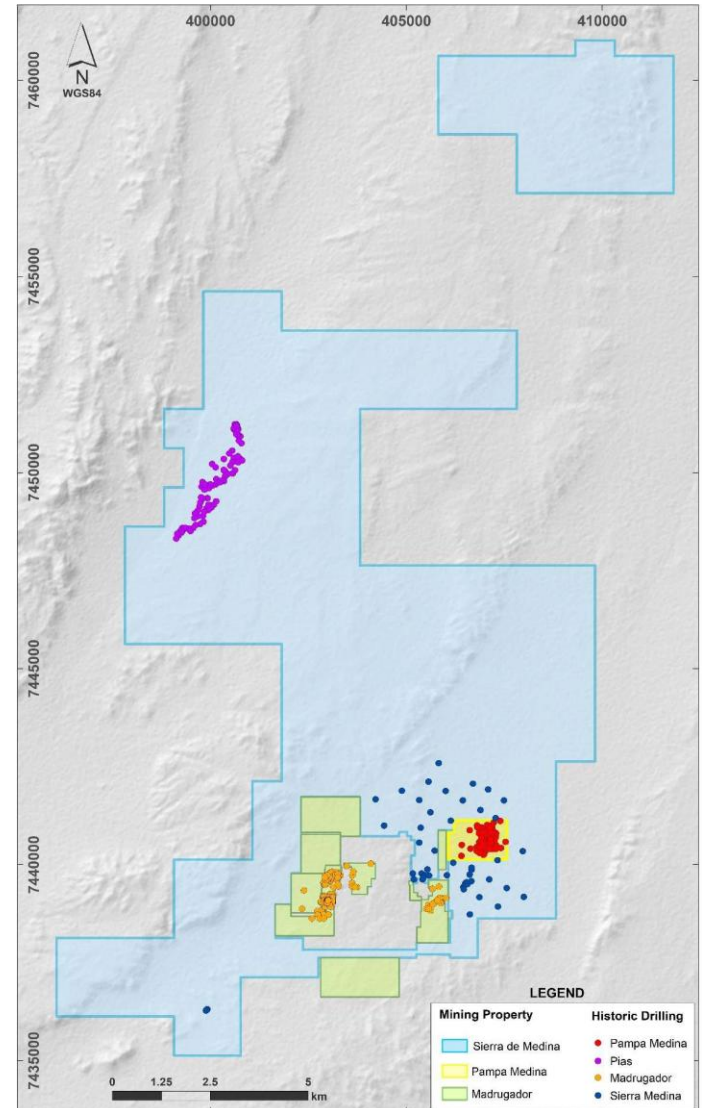 400000 405000 410000
N
WGS84
7460000
7455000
7450000
7445000
7440000
7435000
LEGEND
Mining Property
Sierra de Medina
Pampa Medina
Madrugador
Historic Drilling
Pampa Medina
Pias
Madrugador
Sierra Medina
0 1.25 2.5 5
km